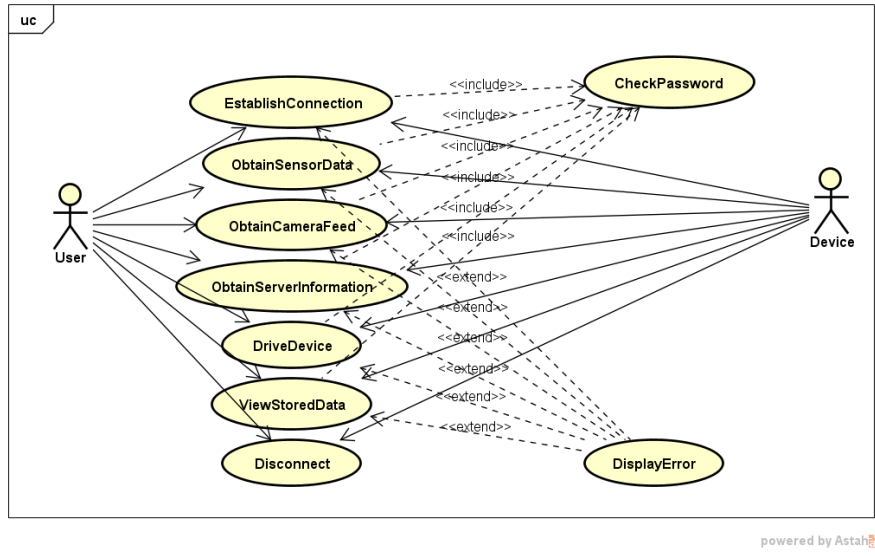 uc
EstablishConnection
<<include>>
CheckPassword
<<include>>
ObtainSensorData
<<include>>
<<include>>
ObtainCameraFeed
<<include>>
<<include>>
User
Device
ObtainServerInformation
<<extend>>
<<extend>>
DriveDevice
<<extend>>
<<extend>>
ViewStoredData
<<extend>>
<<extend>>
Disconnect
DisplayError
powered by Astah